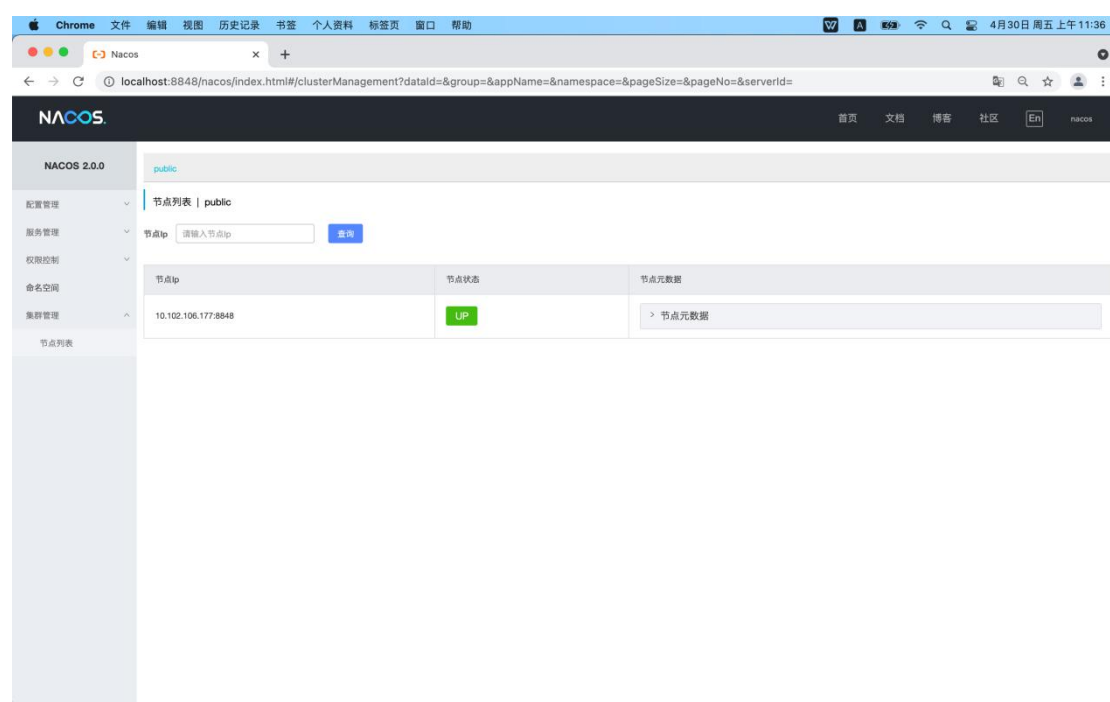 Chrome 文件 编辑 视图 历史记录 书签 个人资料 标签页 窗口 帮助 4月30日 周五 上午11:36
Nacos
localhost:8848/nacos/index.html#/clusterManagement?dataId=&group=&appName=&namespace=&pageSize=&pageNo=&serverId=
NACOS. 首页 文档 博客 社区 En nacos
NACOS 2.0.0
public
配置管理
节点列表 | public
服务管理
节点Ip 请输入节点Ip 查询
权限控制
命名空间
节点Ip 节点状态 节点元数据
集群管理
10.102.106.177:8848 UP > 节点元数据
节点列表